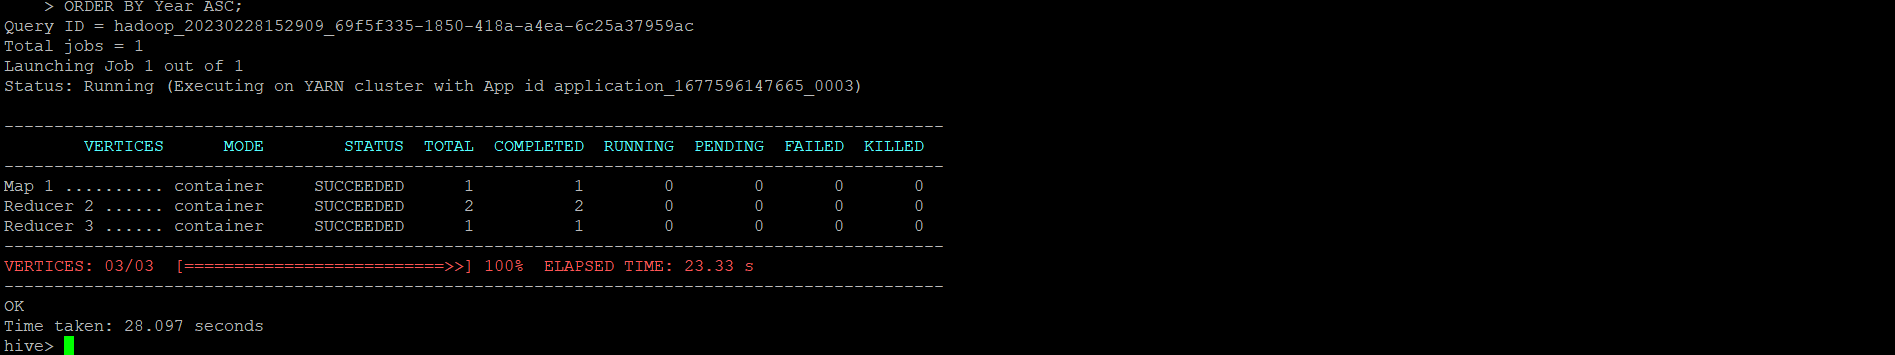 > ORDER BY Year ASC;
Query ID = hadoop_20230228152909_69f5f335-1850-418a-a4ea-6c25a37959ac
Total jobs = 1
Launching Job 1 out of 1
Status: Running (Executing on YARN cluster with App id application_1677596147665_0003)
----------------------------------------------------------------------------------------------
VERTICES MODE STATUS TOTAL COMPLETED RUNNING PENDING FAILED KILLED
----------------------------------------------------------------------------------------------
Map 1 .......... container SUCCEEDED 1 1 0 0 0 0
Reducer 2 ...... container SUCCEEDED 2 2 0 0 0 0
Reducer 3 ...... container SUCCEEDED 1 1 0 0 0 0
----------------------------------------------------------------------------------------------
VERTICES: 03/03 [==========================>>] 100% ELAPSED TIME: 23.33 s
----------------------------------------------------------------------------------------------
OK
Time taken: 28.097 seconds
hive>